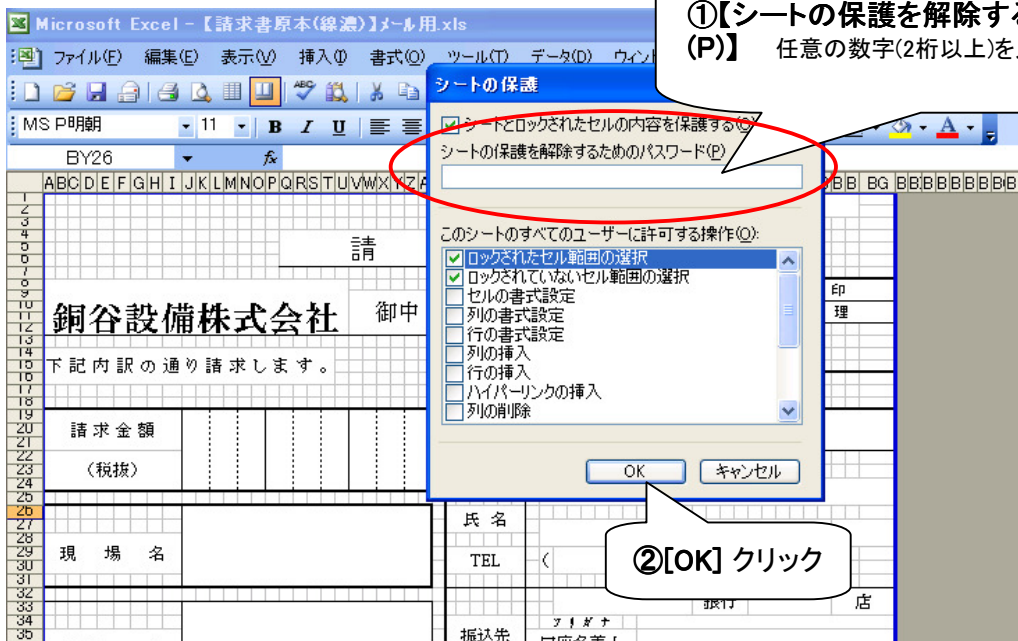 Microsoft Excel - 【請求書原本(線濃)】メール用.xls
ファイル(F) 編集(E) 表示(V) 挿入(I) 書式(O) ツール(T) データ(D) ウィンド
MS P明朝 11 B I U
BY26 fx
①【シートの保護を解除する
(P)】 任意の数字(2桁以上)を
シートの保護
シートとロックされたセルの内容を保護する(C)
シートの保護を解除するためのパスワード(P)
このシートのすべてのユーザーに許可する操作(O):
ロックされたセル範囲の選択
ロックされていないセル範囲の選択
セルの書式設定
列の書式設定
行の書式設定
列の挿入
行の挿入
ハイパーリンクの挿入
列の削除
OK キャンセル
②[OK] クリック
請
銅谷設備株式会社 御中
印
理
下記内訳の通り請求します。
請求金額
(税抜)
氏名
現場名
TEL (
銀行 店
フリガナ
振込先